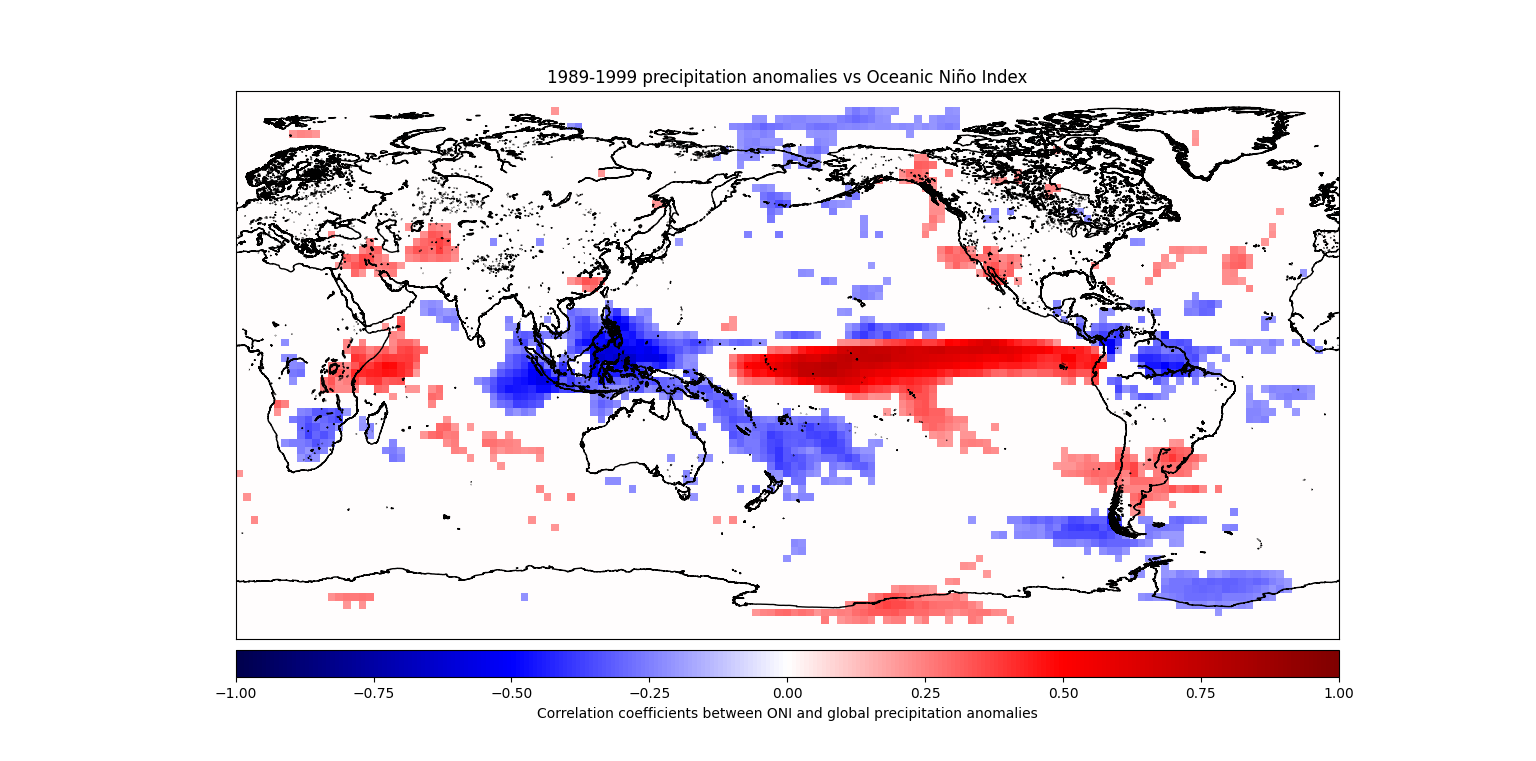 1989-1999 precipitation anomalies vs Oceanic Niño Index
−1.00 −0.75 −0.50 −0.25 0.00 0.25 0.50 0.75 1.00
Correlation coefficients between ONI and global precipitation anomalies